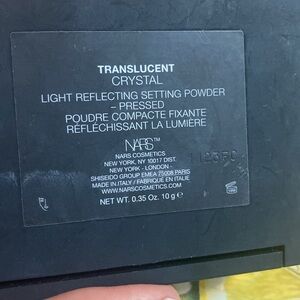 TRANSLUCENT
CRYSTAL
LIGHT REFLECTING SETTING POWDER
– PRESSED
POUDRE COMPACTE FIXANTE
RÉFLÉCHISSANT LA LUMIÈRE
NARS™
NARS COSMETICS
NEW YORK, NY 10017 DIST.
NEW YORK - LONDON -
SHISEIDO GROUP EMEA 75008 PARIS
MADE IN ITALY / FABRIQUÉ EN ITALIE
WWW.NARSCOSMETICS.COM
NET WT. 0.35 Oz. 10 g e